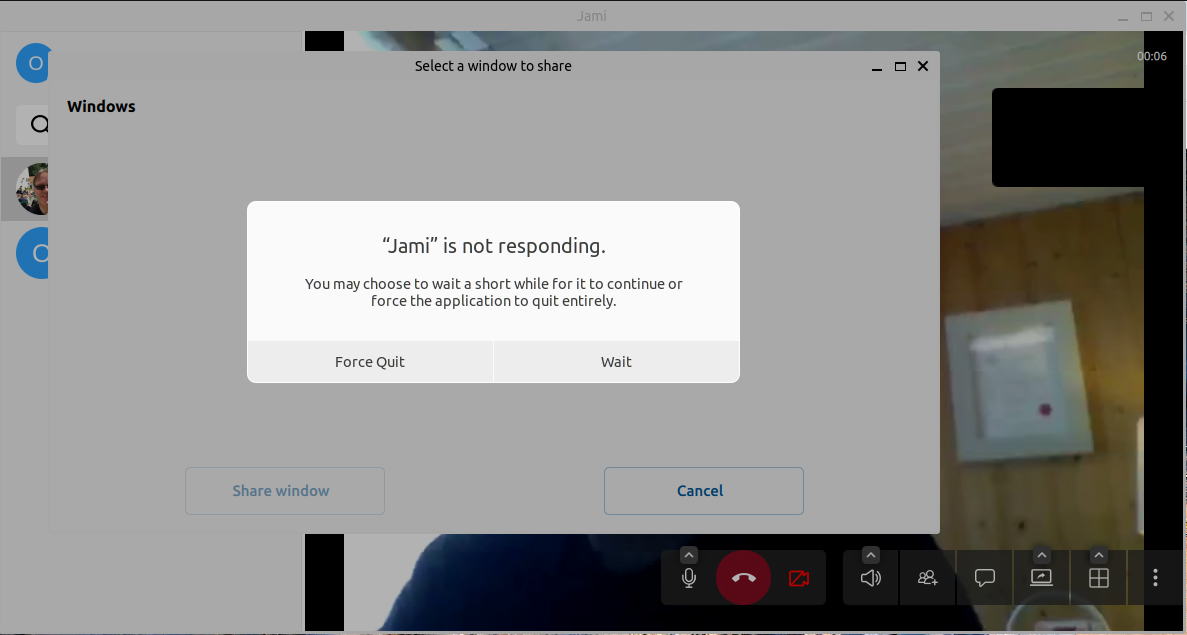 Jami
O
00:06
Select a window to share
Windows
O
“Jami” is not responding.
You may choose to wait a short while for it to continue or
force the application to quit entirely.
Force Quit
Wait
Share window
Cancel